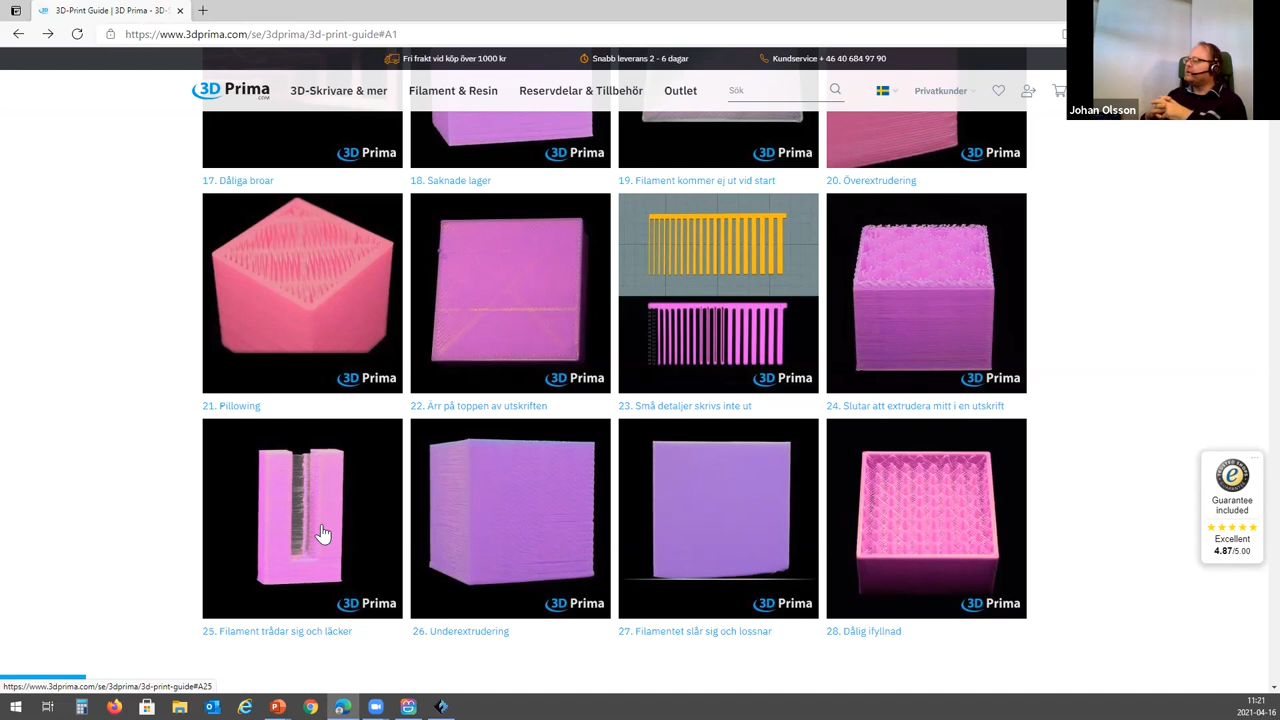 3D-Print Guide | 3D Prima - 3D-S
https://www.3dprima.com/se/3dprima/3d-print-guide#A1
Fri frakt vid köp över 1000 kr
Snabb leverans 2 - 6 dagar
Kundservice + 46 40 684 97 90
3D Prima
.COM
3D-Skrivare & mer
Filament & Resin
Reservdelar & Tillbehör
Outlet
Sök
Privatkunder
Johan Olsson
3D Prima
3D Prima
3D Prima
3D Prima
17. Dåliga broar
18. Saknade lager
19. Filament kommer ej ut vid start
20. Överextrudering
3D Prima
3D Prima
3D Prima
3D Prima
21. Pillowing
22. Ärr på toppen av utskriften
23. Små detaljer skrivs inte ut
24. Slutar att extrudera mitt i en utskrift
3D Prima
3D Prima
3D Prima
3D Prima
25. Filament trådar sig och läcker
26. Underextrudering
27. Filamentet slår sig och lossnar
28. Dålig ifyllnad
Guarantee
included
Excellent
4.87/5.00
https://www.3dprima.com/se/3dprima/3d-print-guide#A25
11:21
2021-04-16